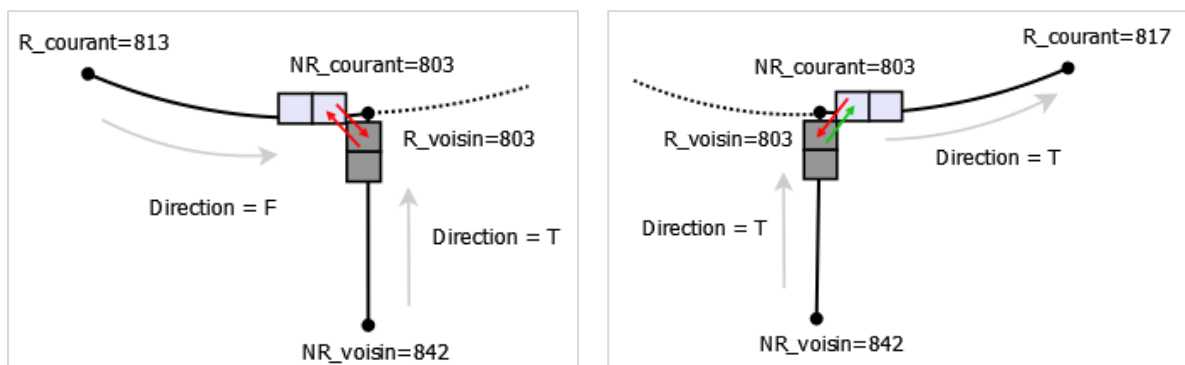 R_courant=813
NR_courant=803
R_voisin=803
Direction = F
Direction = T
NR_voisin=842
R_courant=817
NR_courant=803
R_voisin=803
Direction = T
Direction = T
NR_voisin=842